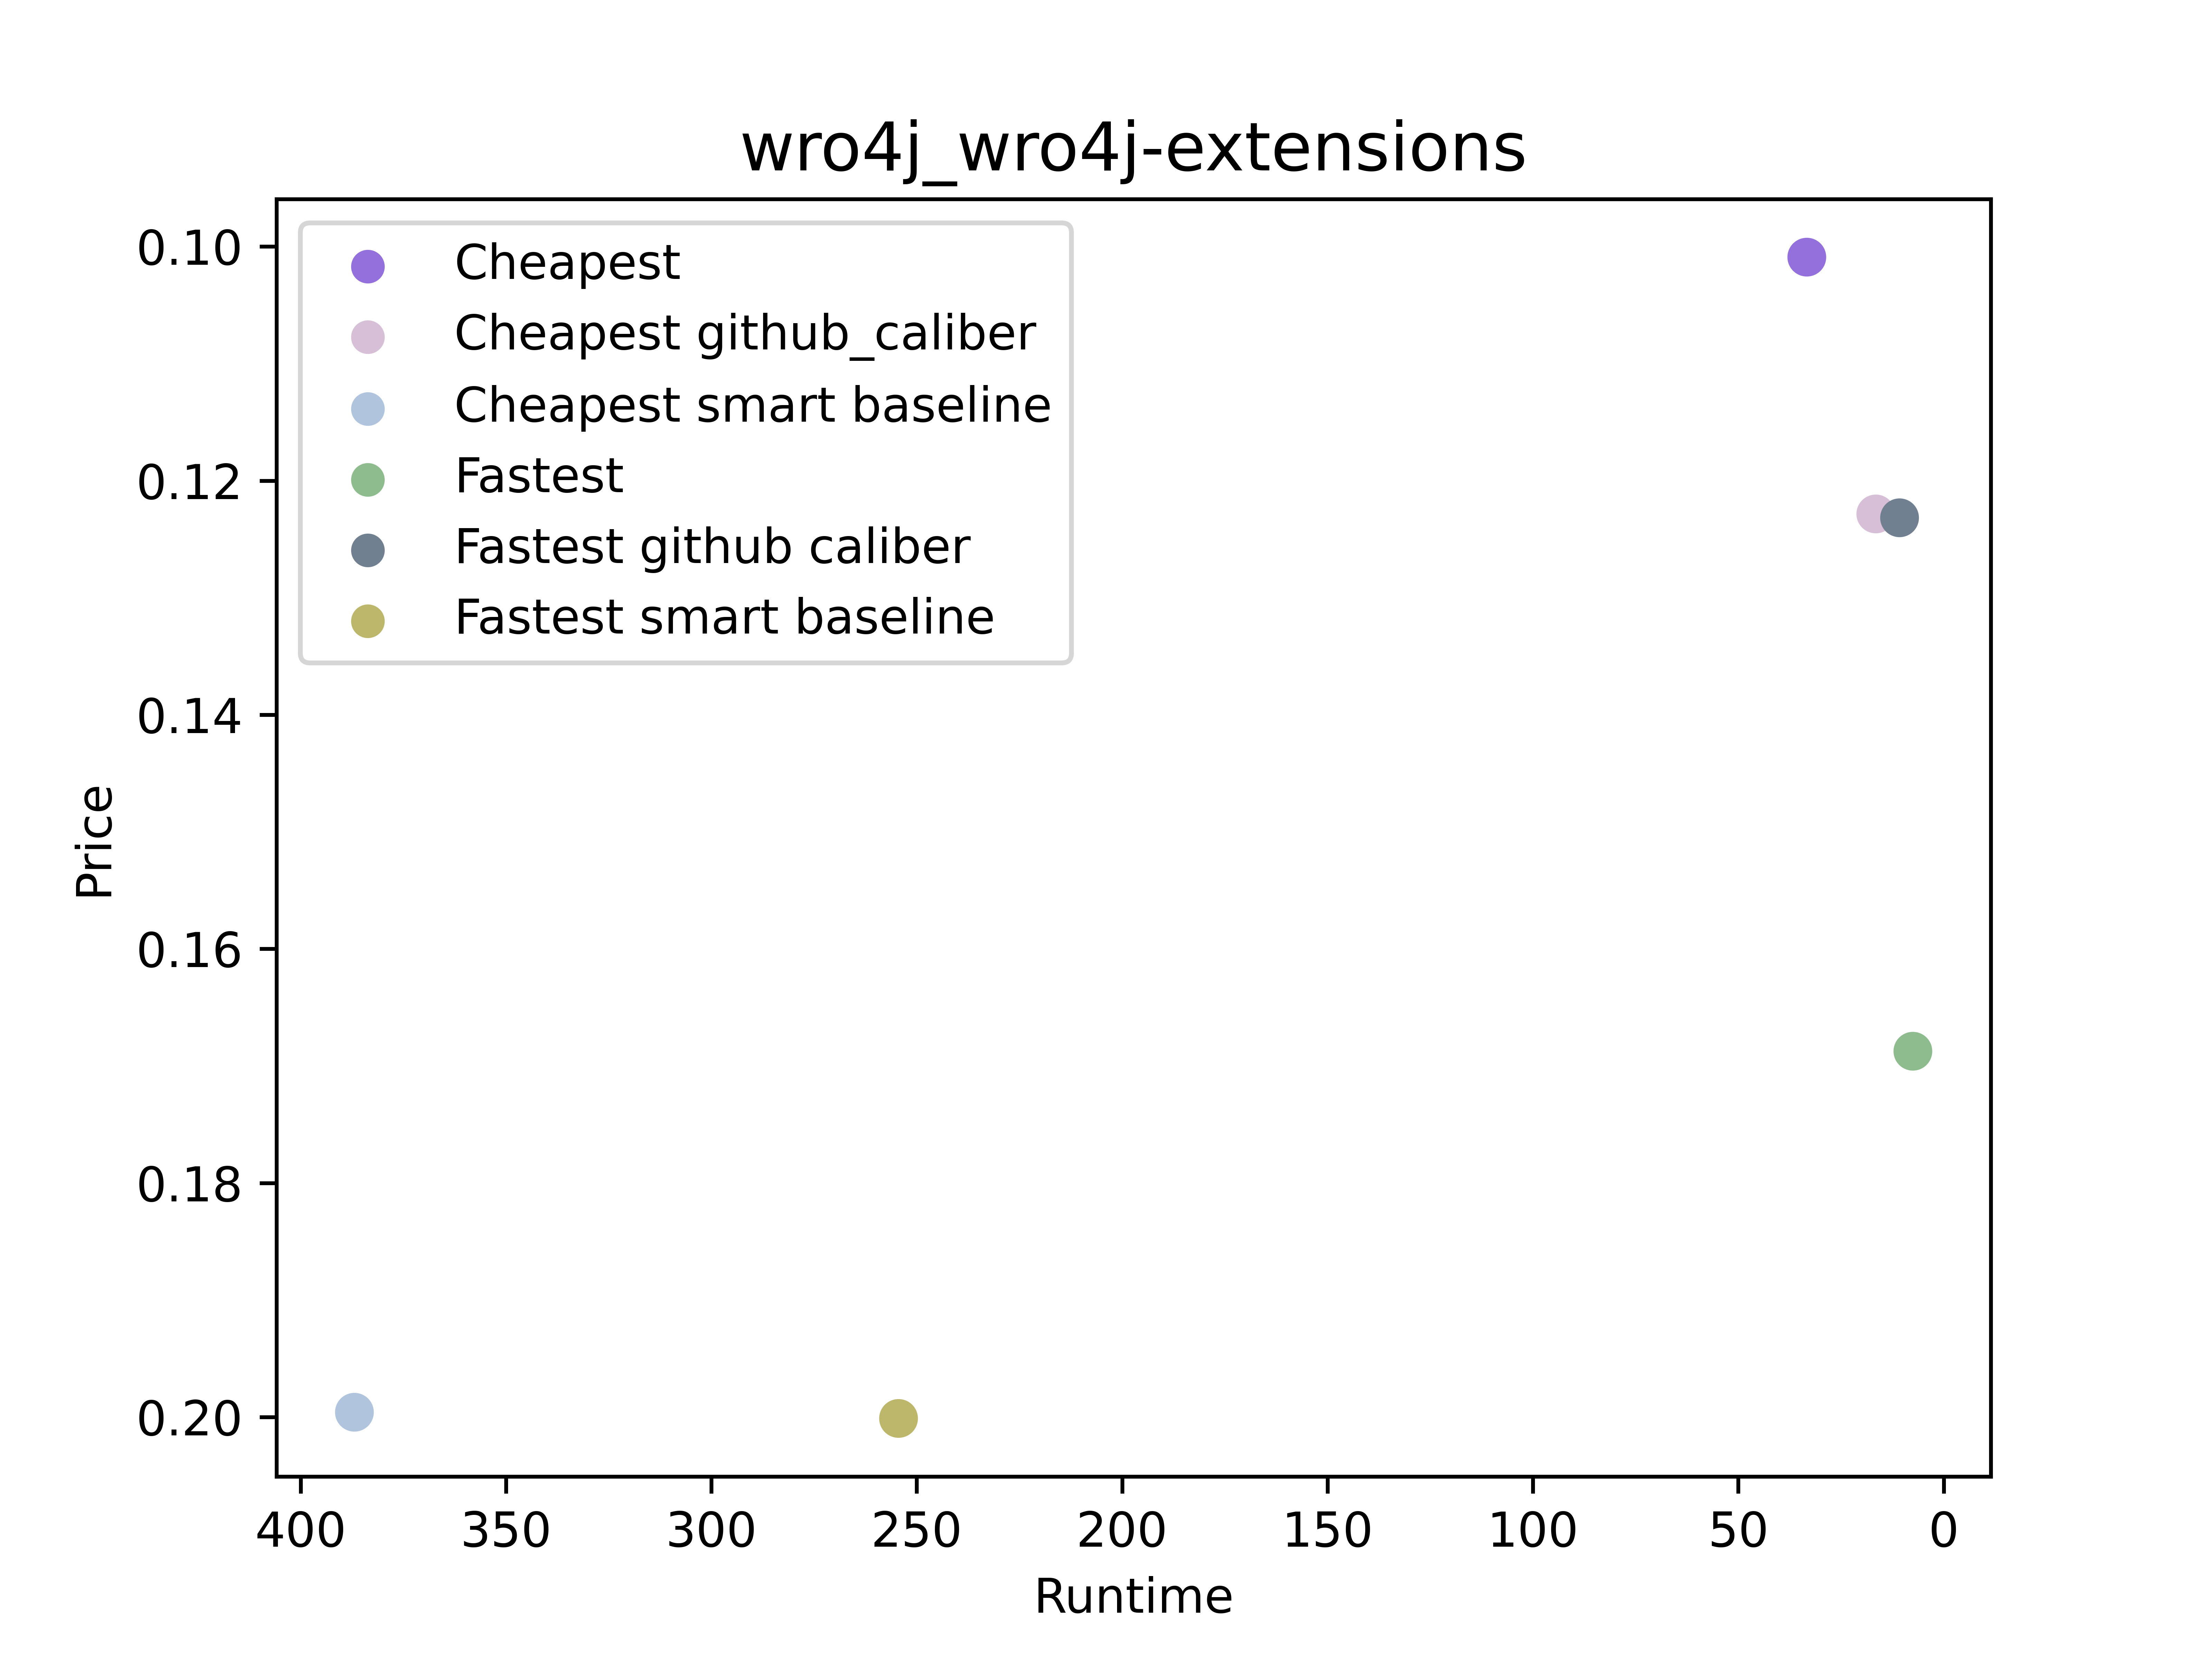 wro4j_wro4j-extensions
Cheapest
Cheapest github_caliber
Cheapest smart baseline
Fastest
Fastest github caliber
Fastest smart baseline
0.10
0.12
0.14
0.16
0.18
0.20
Price
400 350 300 250 200 150 100 50 0
Runtime